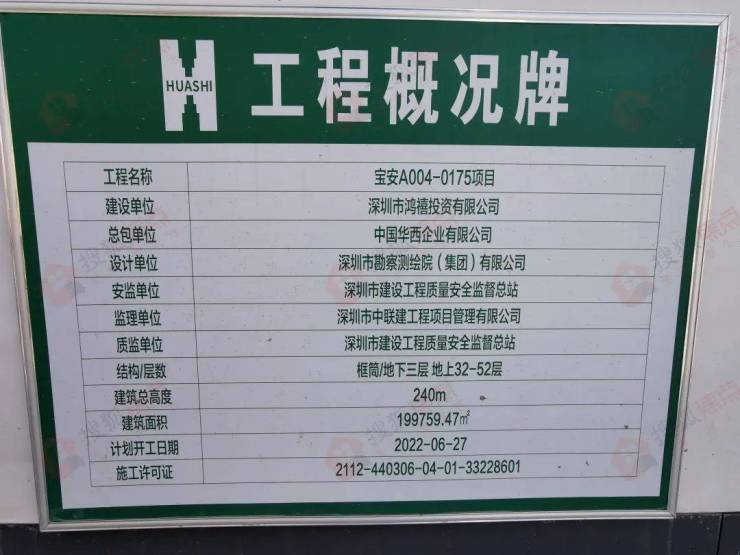 HUASHI 工程概况牌
工程名称 宝安A004-0175项目
建设单位 深圳市鸿禧投资有限公司
总包单位 中国华西企业有限公司
设计单位 深圳市勘察测绘院(集团)有限公司
安监单位 深圳市建设工程质量安全监督总站
监理单位 深圳市中联建工程项目管理有限公司
质监单位 深圳市建设工程质量安全监督总站
结构/层数 框筒/地下三层 地上32-52层
建筑总高度 240m
建筑面积 199759.47㎡
计划开工日期 2022-06-27
施工许可证 2112-440306-04-01-33228601